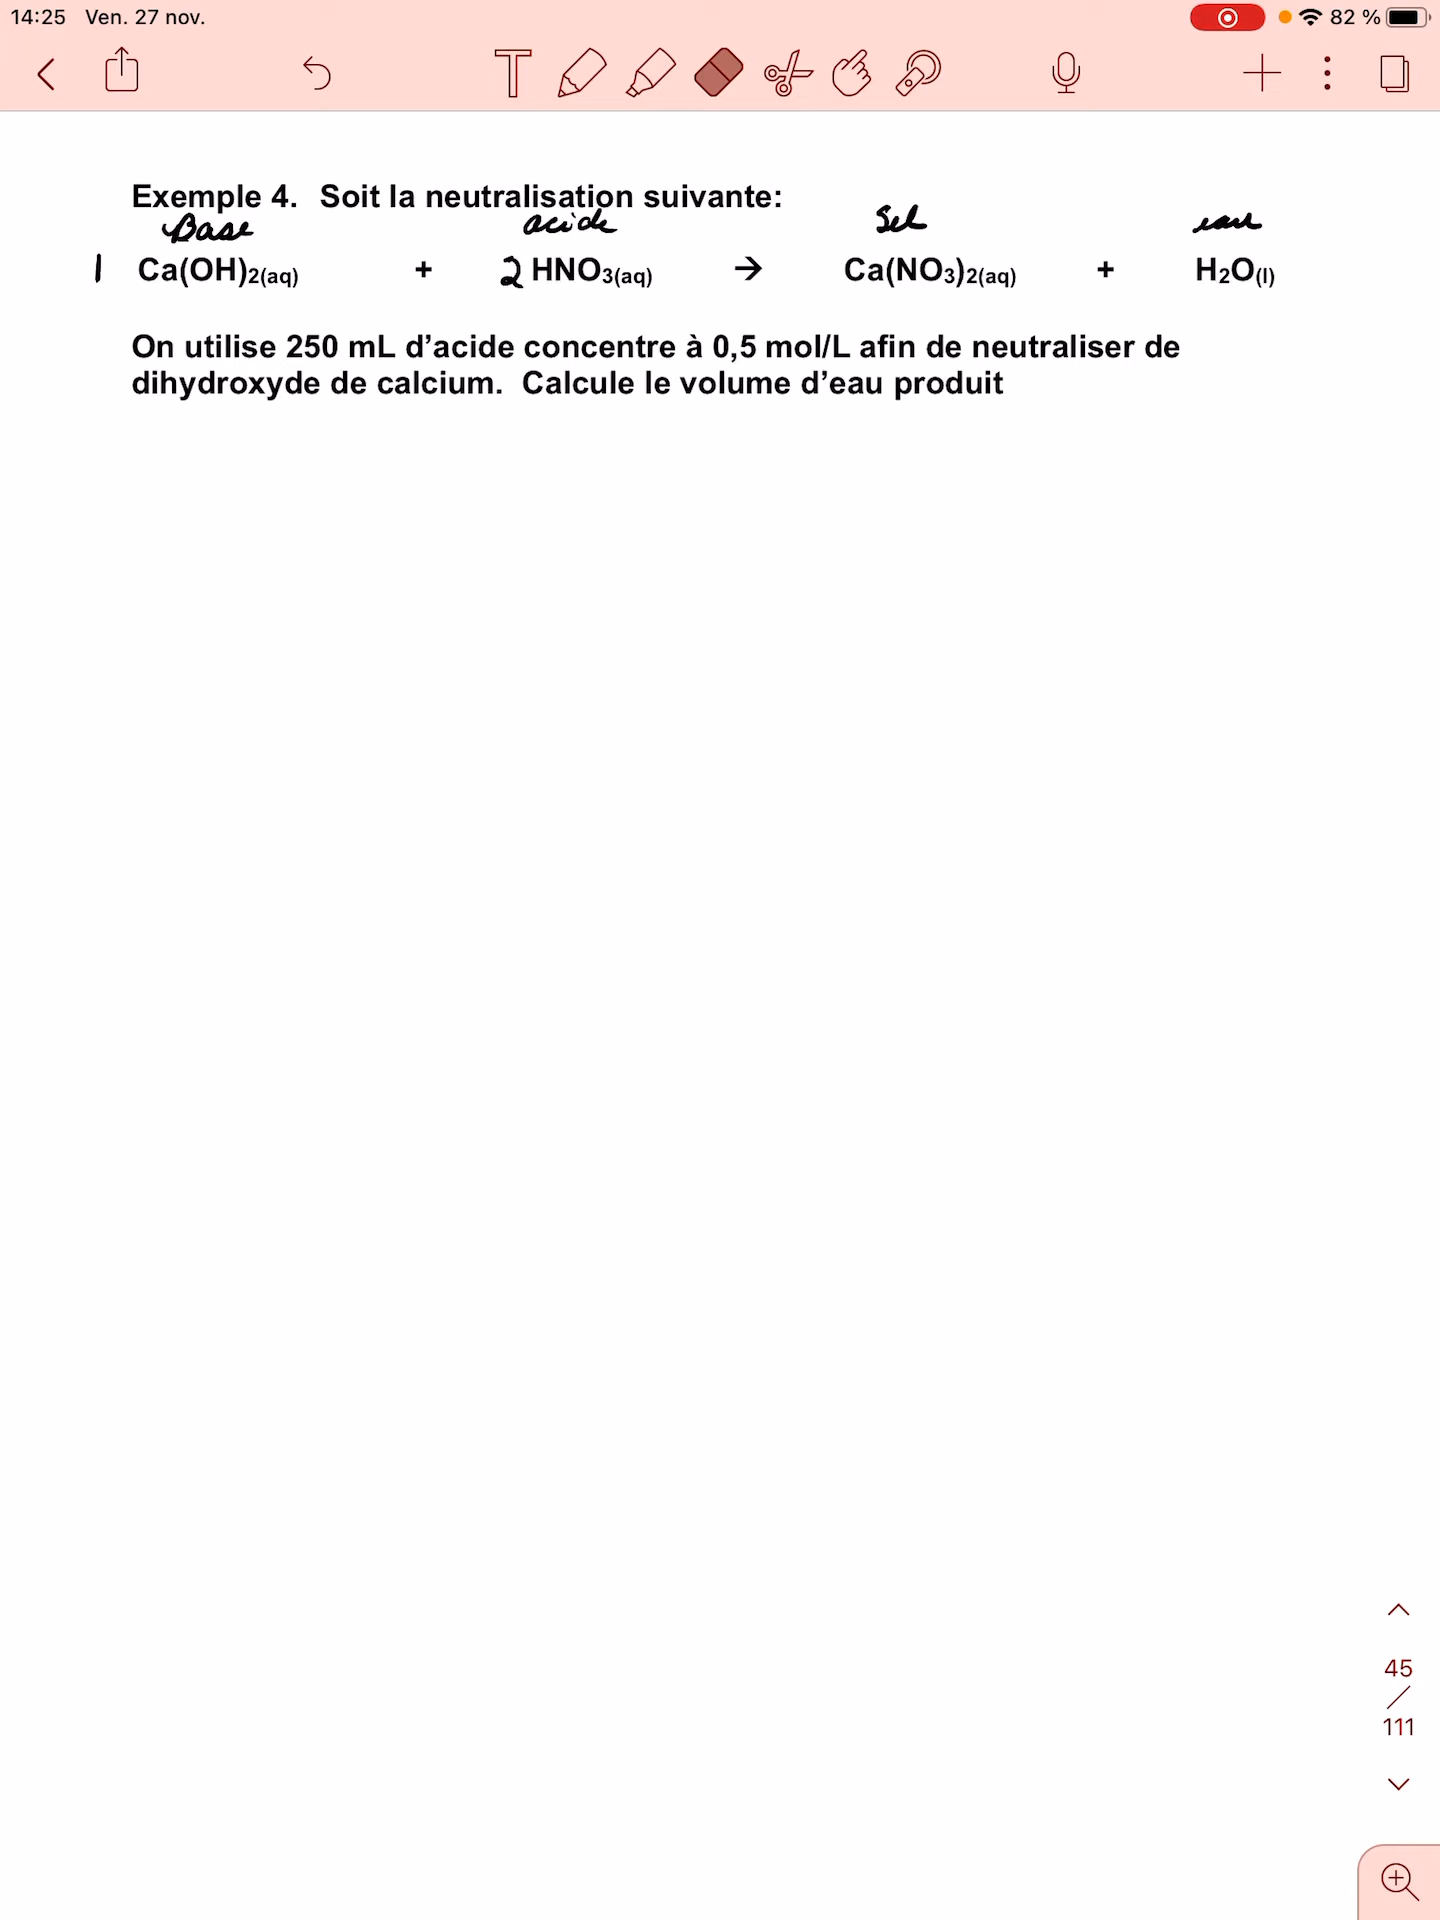 14:25 Ven. 27 nov. 82 %
Exemple 4. Soit la neutralisation suivante:
Base acide Sel eau
1 Ca(OH)2(aq) + 2 HNO3(aq) → Ca(NO3)2(aq) + H2O(l)
On utilise 250 mL d’acide concentre à 0,5 mol/L afin de neutraliser de
dihydroxyde de calcium. Calcule le volume d’eau produit
45
/
111